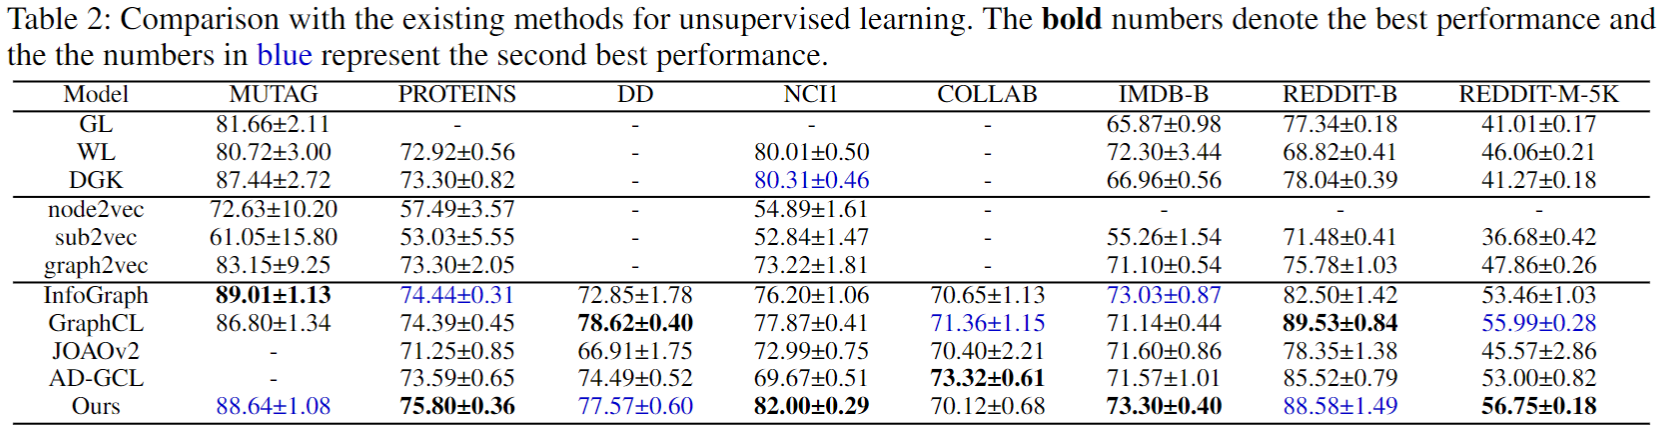 Table 2: Comparison with the existing methods for unsupervised learning. The bold numbers denote the best performance and
the the numbers in blue represent the second best performance.
Model MUTAG PROTEINS DD NCI1 COLLAB IMDB-B REDDIT-B REDDIT-M-5K
GL 81.66±2.11 - - - - 65.87±0.98 77.34±0.18 41.01±0.17
WL 80.72±3.00 72.92±0.56 - 80.01±0.50 - 72.30±3.44 68.82±0.41 46.06±0.21
DGK 87.44±2.72 73.30±0.82 - 80.31±0.46 - 66.96±0.56 78.04±0.39 41.27±0.18
node2vec 72.63±10.20 57.49±3.57 - 54.89±1.61 - - - -
sub2vec 61.05±15.80 53.03±5.55 - 52.84±1.47 - 55.26±1.54 71.48±0.41 36.68±0.42
graph2vec 83.15±9.25 73.30±2.05 - 73.22±1.81 - 71.10±0.54 75.78±1.03 47.86±0.26
InfoGraph 89.01±1.13 74.44±0.31 72.85±1.78 76.20±1.06 70.65±1.13 73.03±0.87 82.50±1.42 53.46±1.03
GraphCL 86.80±1.34 74.39±0.45 78.62±0.40 77.87±0.41 71.36±1.15 71.14±0.44 89.53±0.84 55.99±0.28
JOAOv2 - 71.25±0.85 66.91±1.75 72.99±0.75 70.40±2.21 71.60±0.86 78.35±1.38 45.57±2.86
AD-GCL - 73.59±0.65 74.49±0.52 69.67±0.51 73.32±0.61 71.57±1.01 85.52±0.79 53.00±0.82
Ours 88.64±1.08 75.80±0.36 77.57±0.60 82.00±0.29 70.12±0.68 73.30±0.40 88.58±1.49 56.75±0.18